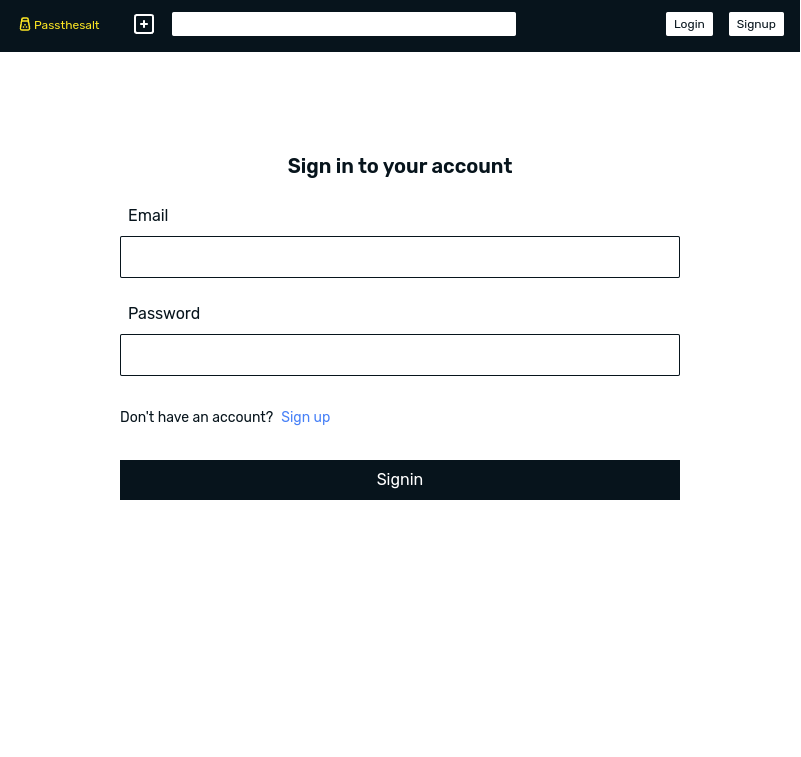 Passthesalt
Login
Signup
Sign in to your account
Email
Password
Don't have an account? Sign up
Signin